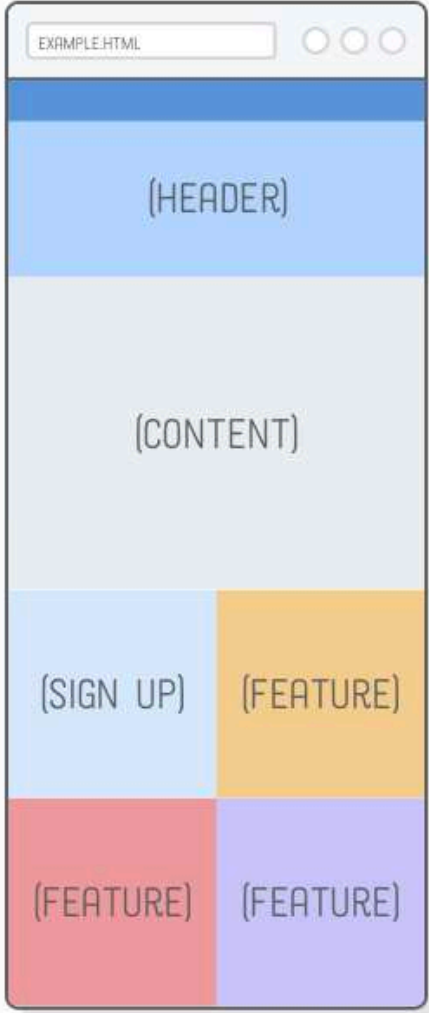 EXAMPLE.HTML
(HEADER)
(CONTENT)
(SIGN UP) (FEATURE)
(FEATURE) (FEATURE)